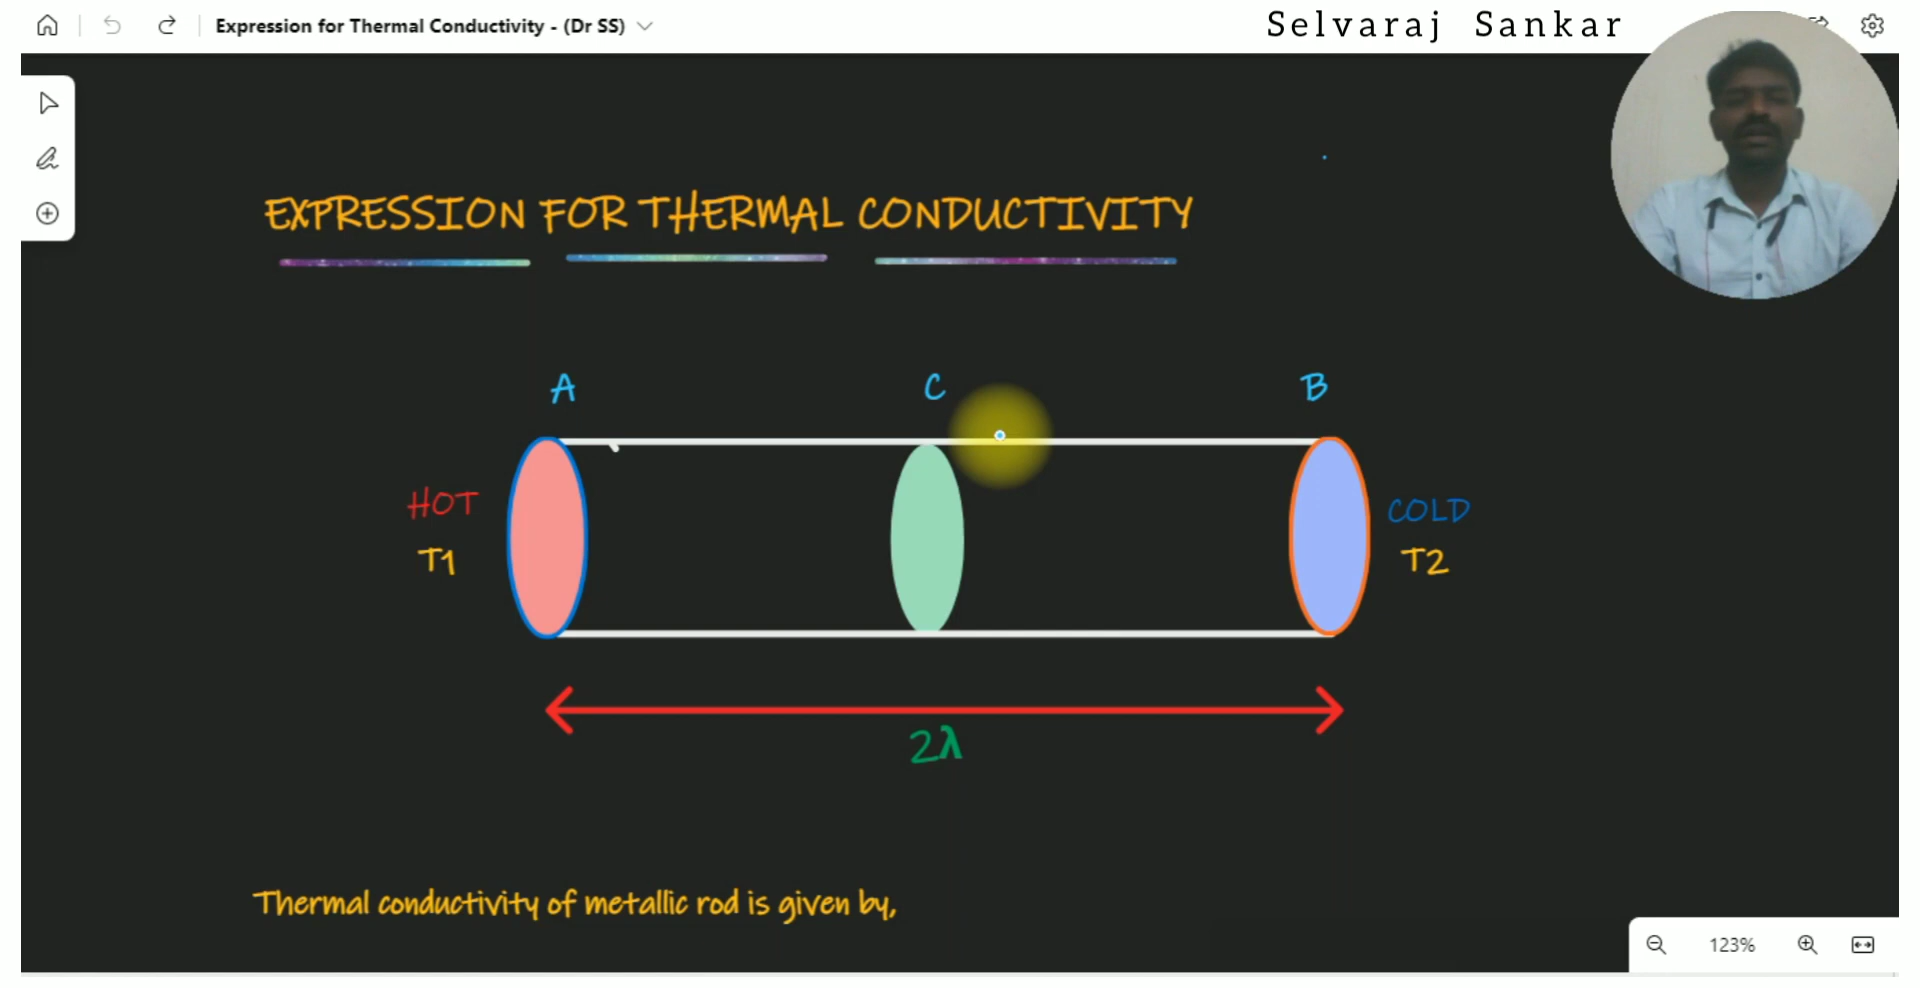 Expression for Thermal Conductivity - (Dr SS)
Selvaraj Sankar
EXPRESSION FOR THERMAL CONDUCTIVITY
A
C
B
HOT
COLD
T1
T2
2λ
Thermal conductivity of metallic rod is given by,
123%